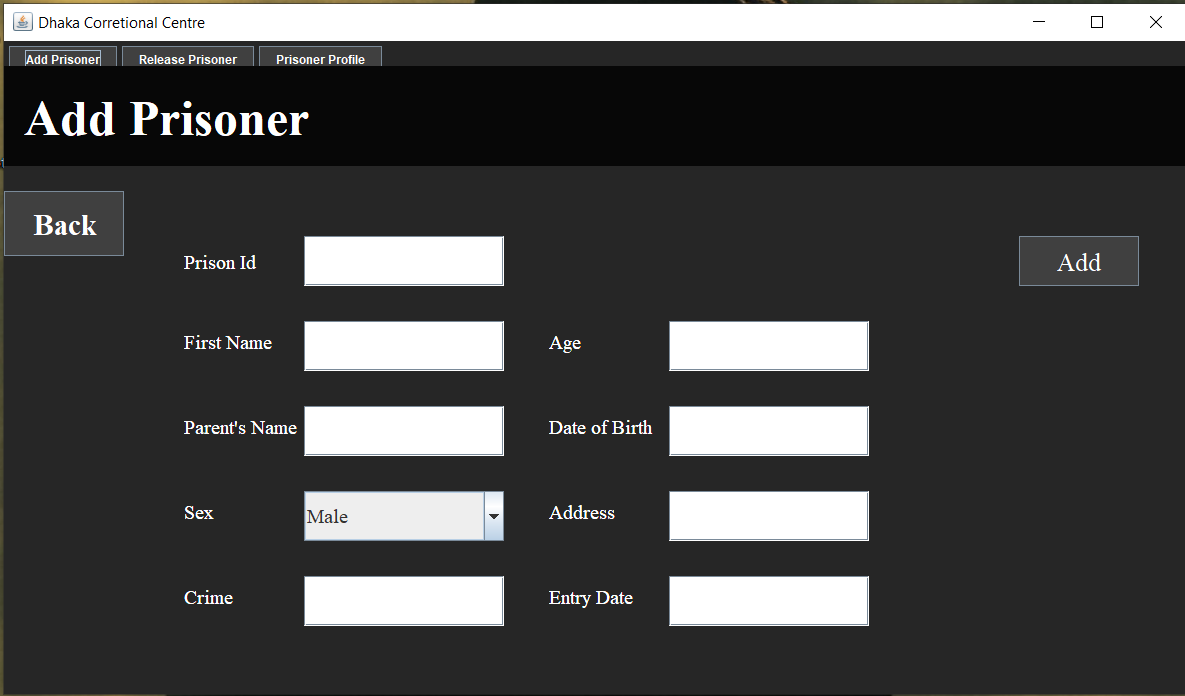 Dhaka Corretional Centre
Add Prisoner Release Prisoner Prisoner Profile
Add Prisoner
Back
Prison Id Add
First Name Age
Parent's Name Date of Birth
Sex Male Address
Crime Entry Date